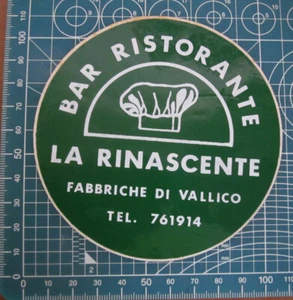 BAR RISTORANTE
LA RINASCENTE
FABBRICHE DI VALLICO
TEL. 761914